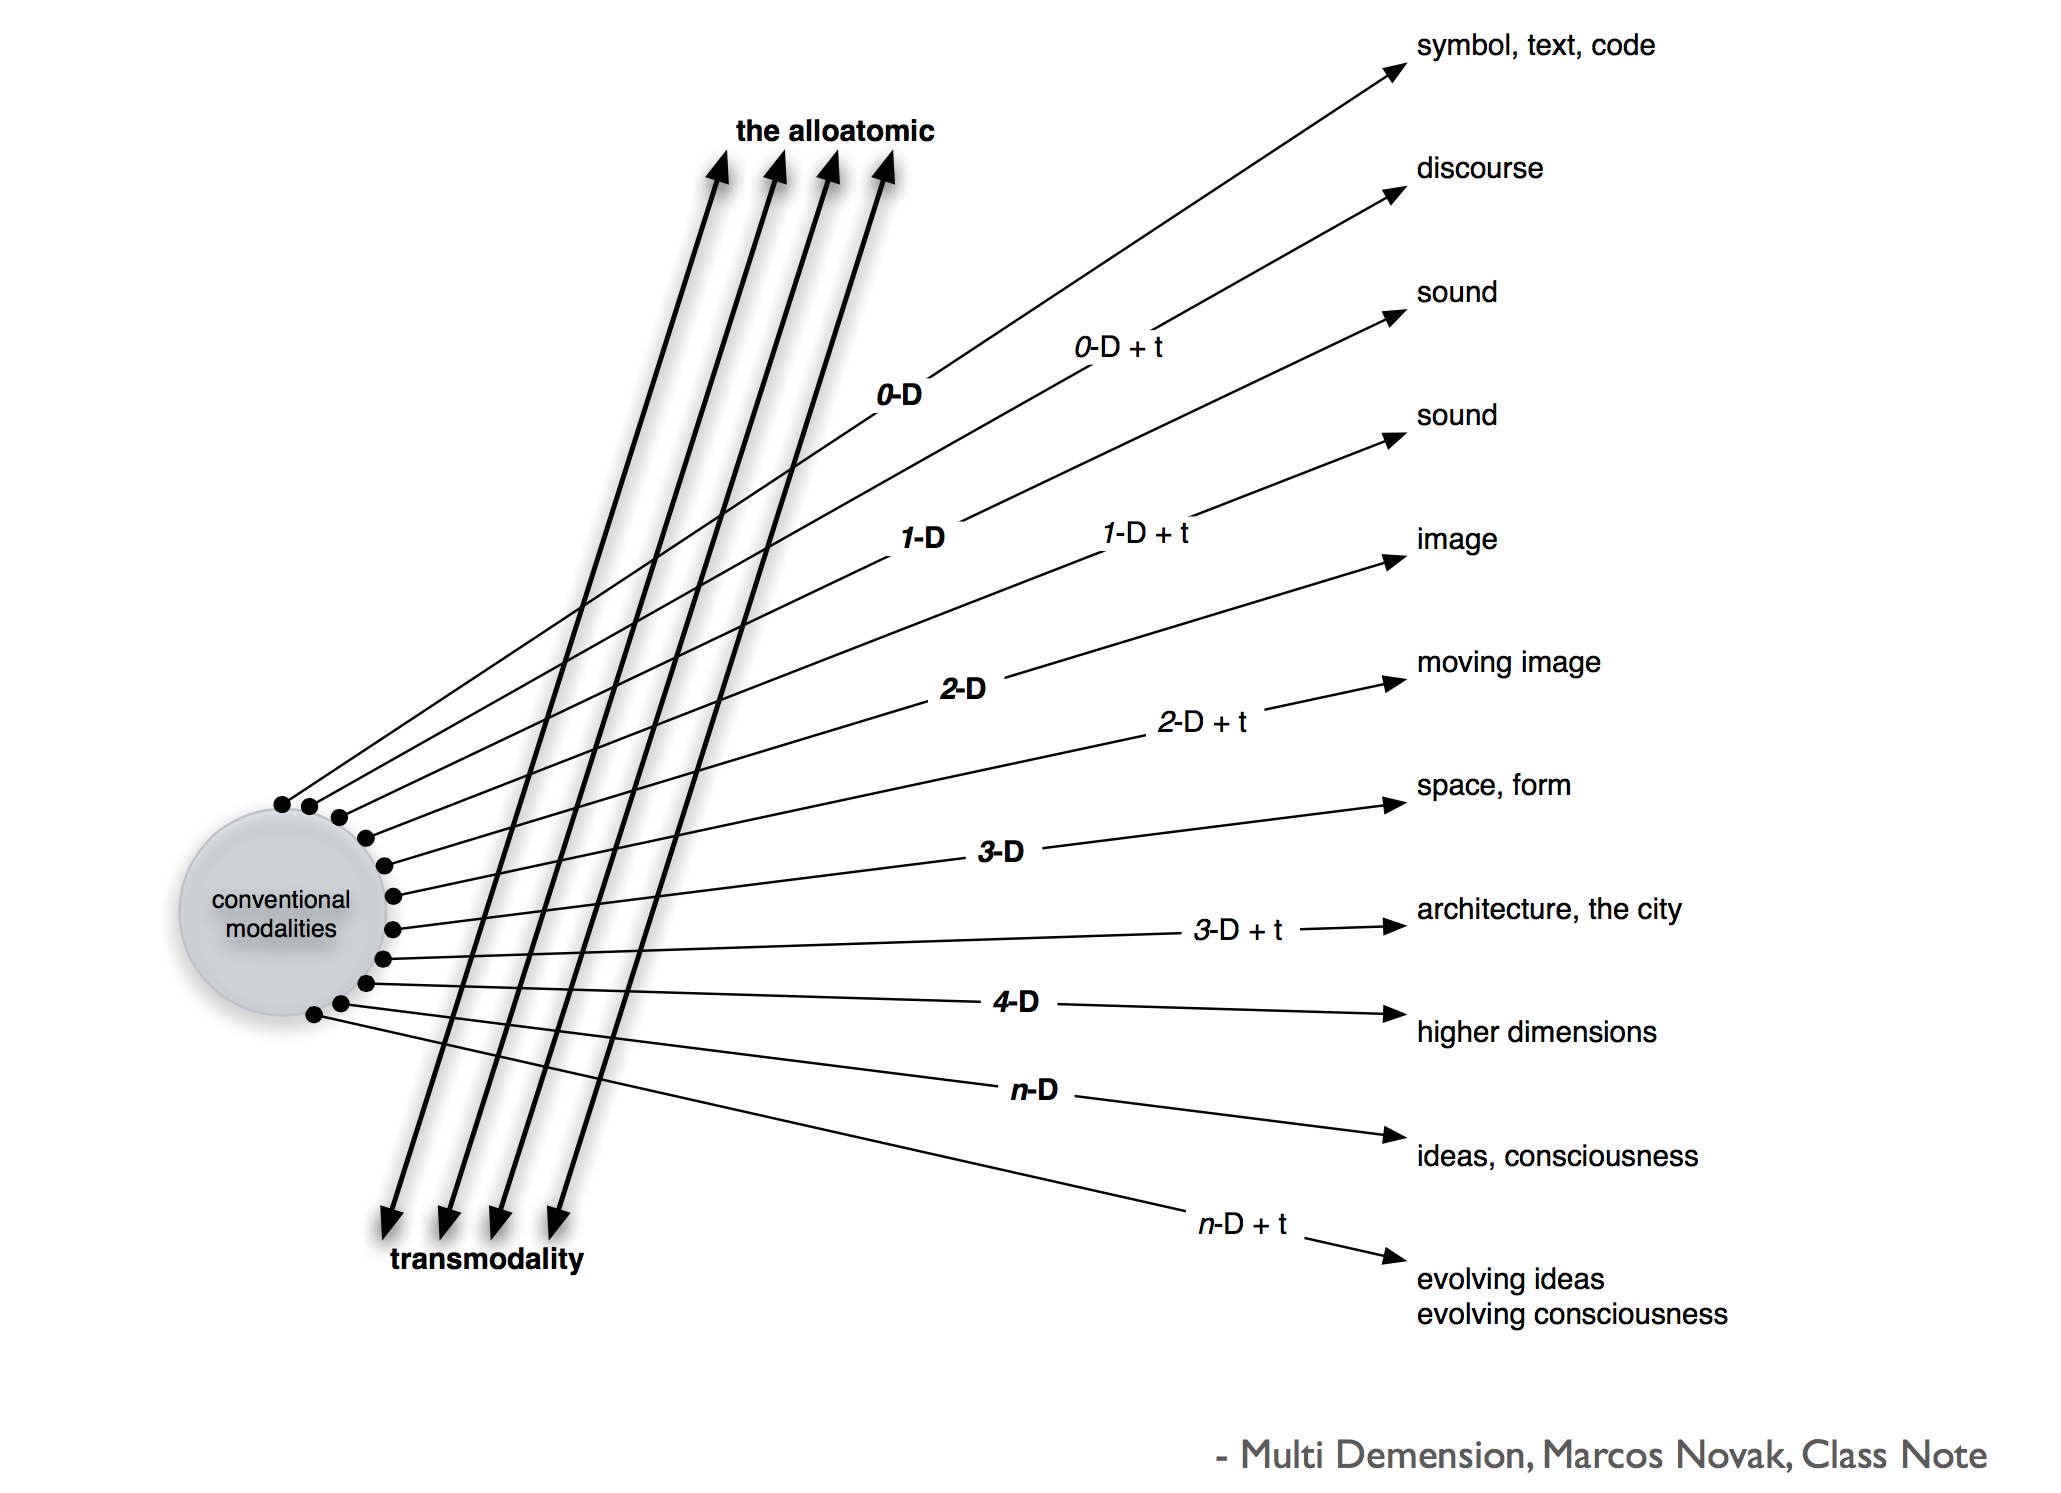 symbol, text, code
the alloatomic
discourse
sound
0-D + t
0-D
sound
1-D + t
1-D
image
moving image
2-D
2-D + t
space, form
3-D
conventional
modalities
architecture, the city
3-D + t
4-D
higher dimensions
n-D
ideas, consciousness
n-D + t
transmodality
evolving ideas
evolving consciousness
- Multi Demension, Marcos Novak, Class Note